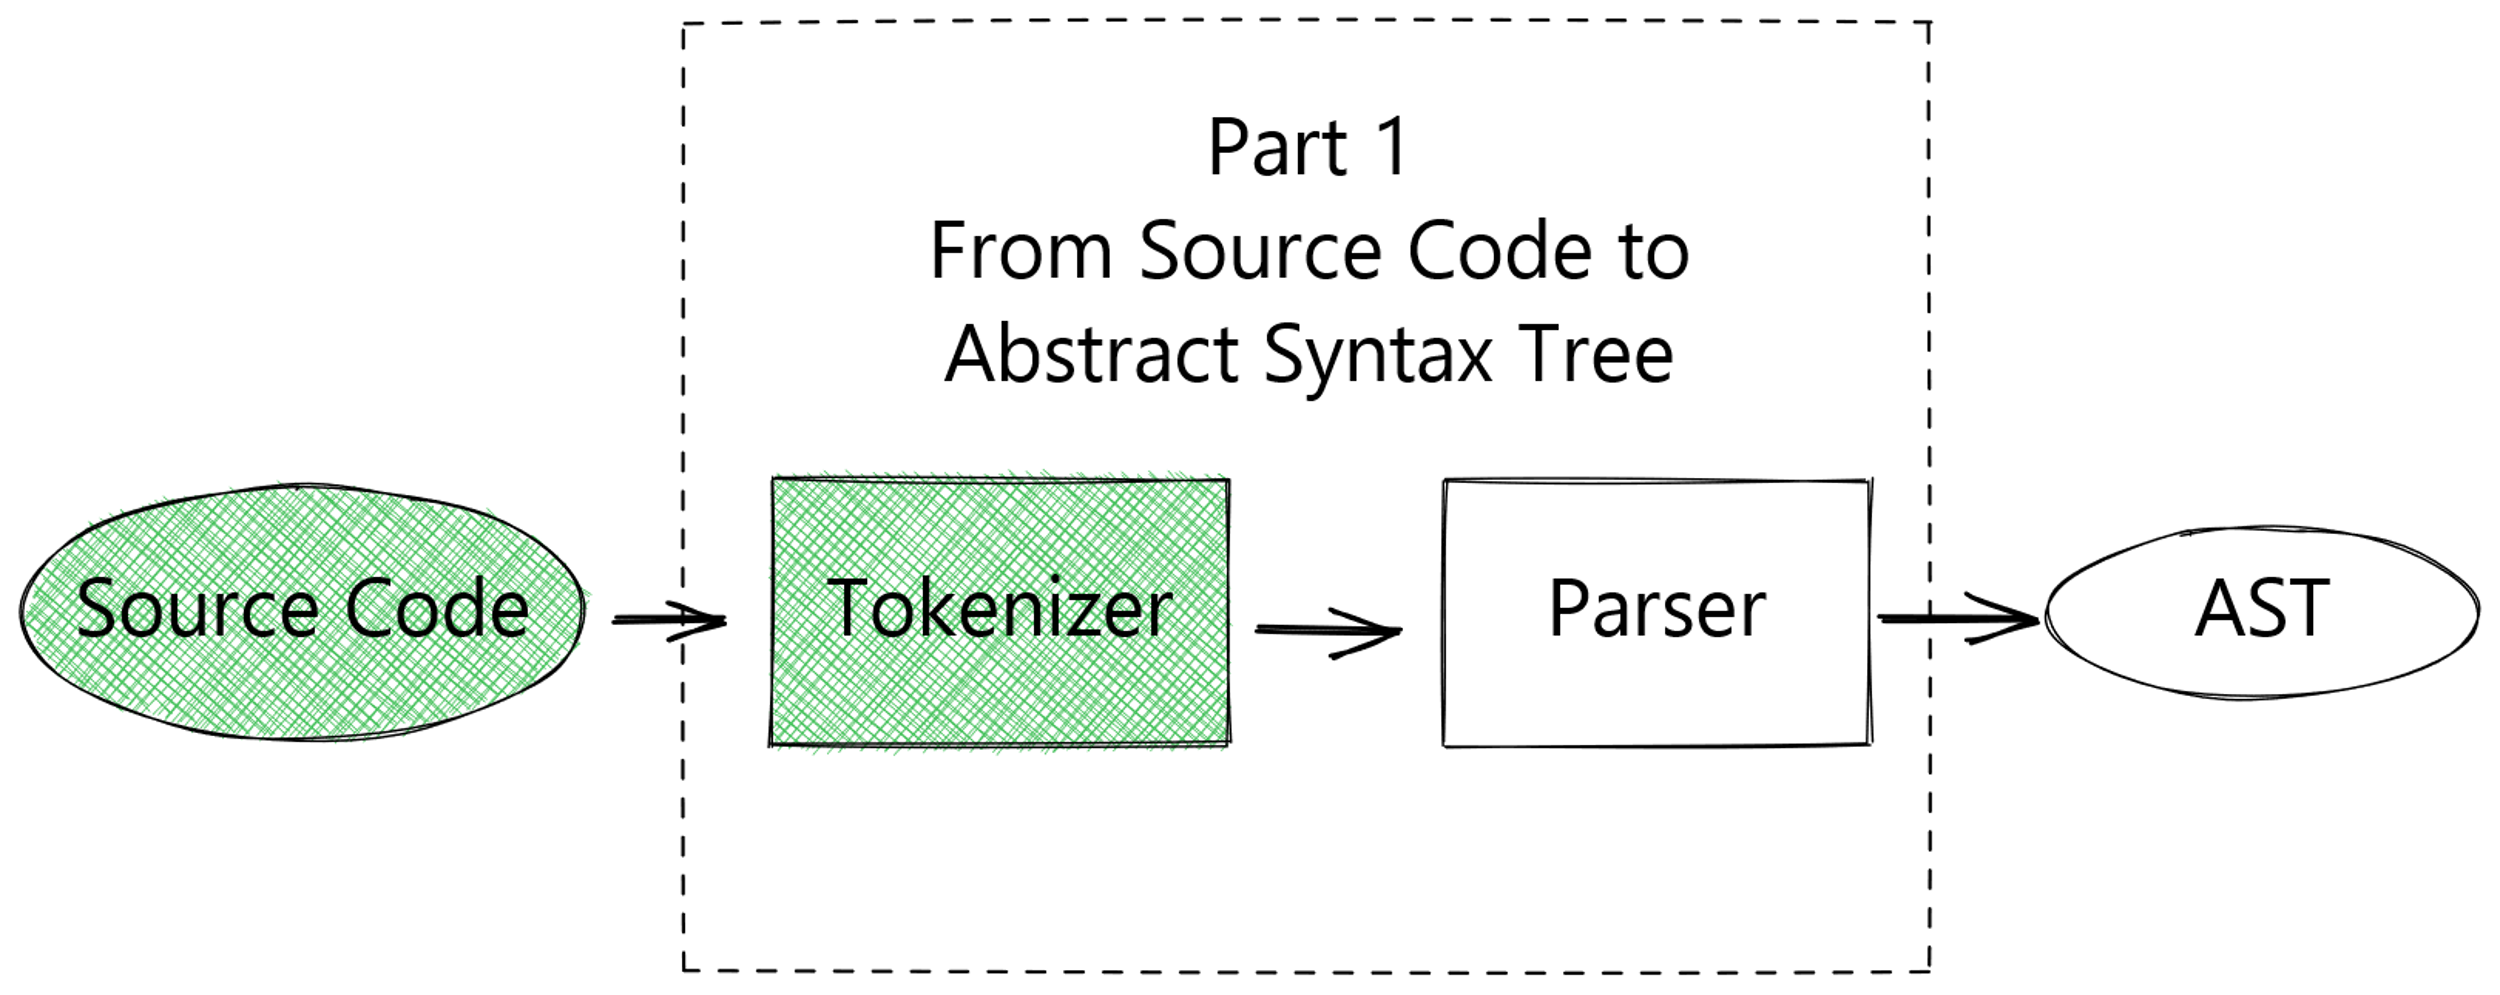 Part 1
From Source Code to
Abstract Syntax Tree
Source Code
Tokenizer
Parser
AST